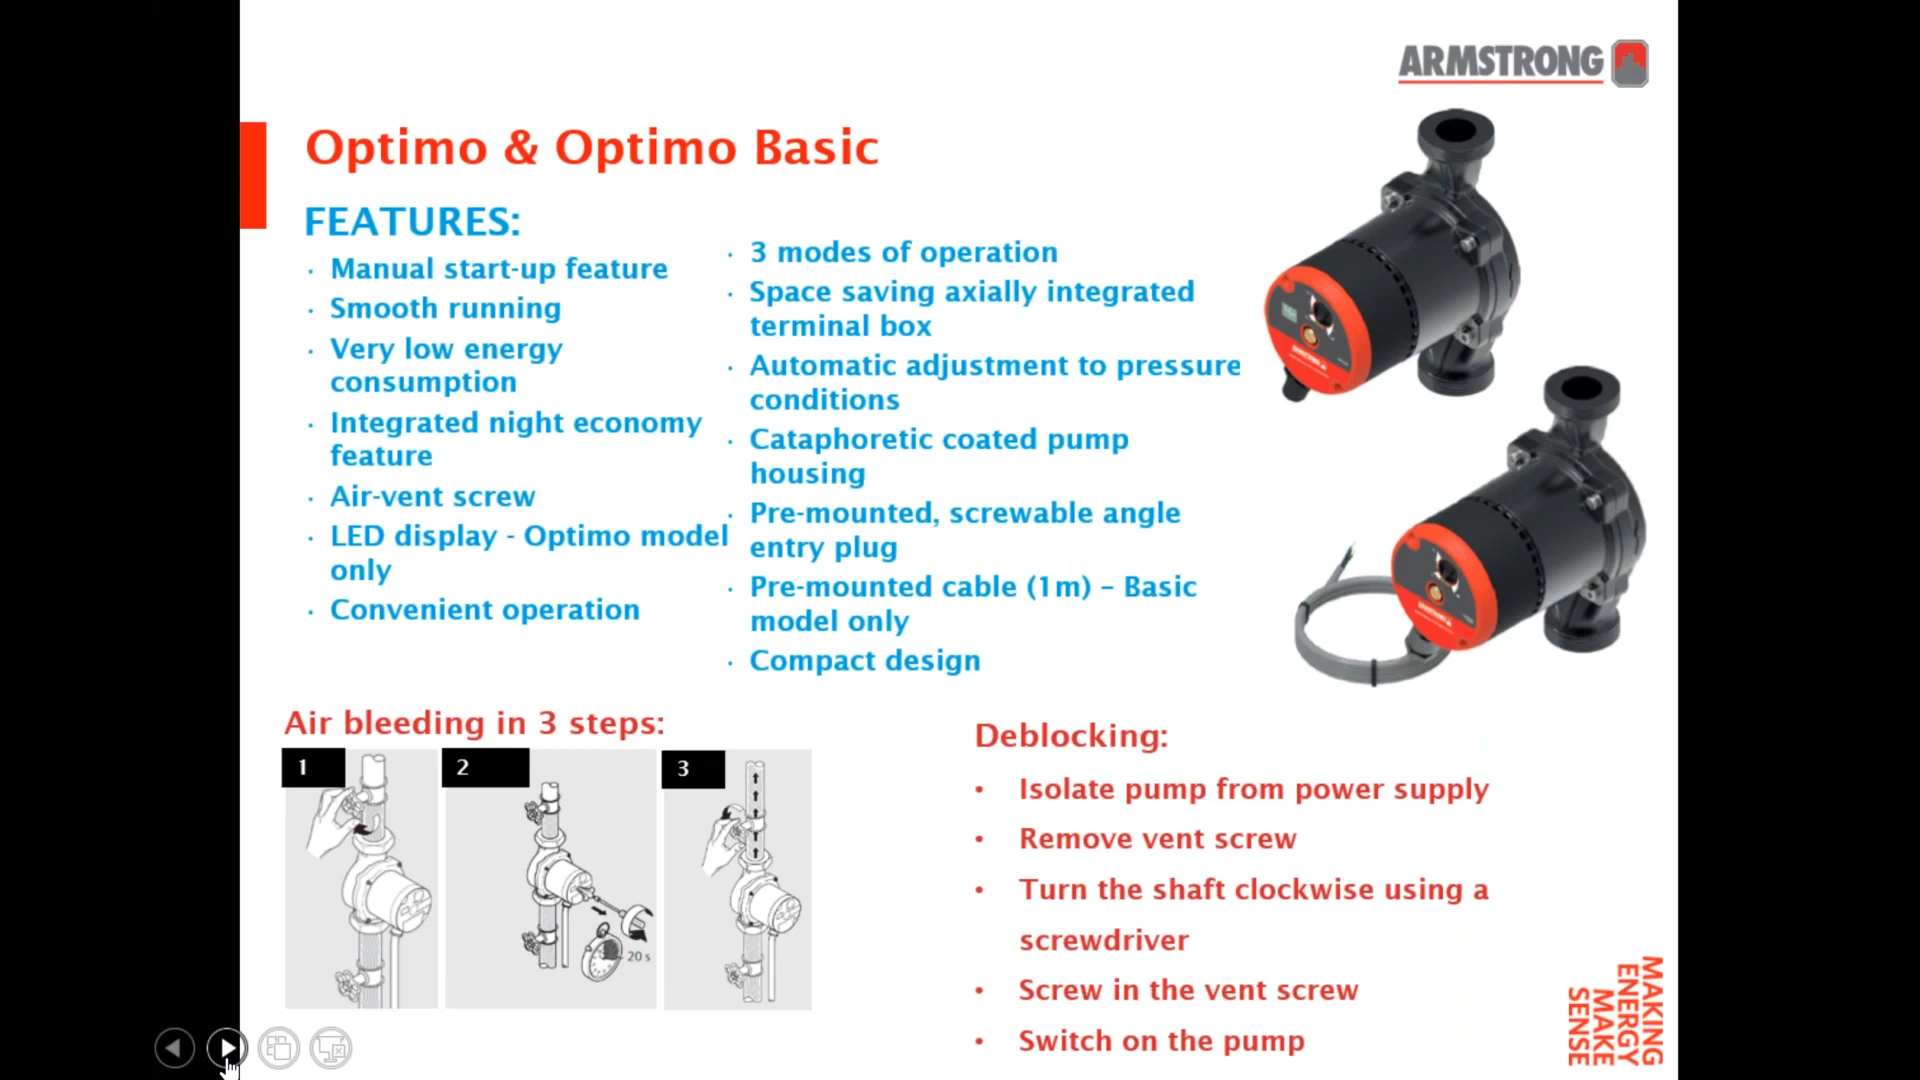 ARMSTRONG
Optimo & Optimo Basic
FEATURES:
Manual start-up feature
Smooth running
Very low energy
consumption
Integrated night economy
feature
Air-vent screw
LED display - Optimo model
only
Convenient operation
3 modes of operation
Space saving axially integrated
terminal box
Automatic adjustment to pressure
conditions
Cataphoretic coated pump
housing
Pre-mounted, screwable angle
entry plug
Pre-mounted cable (1m) – Basic
model only
Compact design
Air bleeding in 3 steps:
1
2
3
20 s
Deblocking:
Isolate pump from power supply
Remove vent screw
Turn the shaft clockwise using a
screwdriver
Screw in the vent screw
Switch on the pump
MAKING
ENERGY
MAKE
SENSE